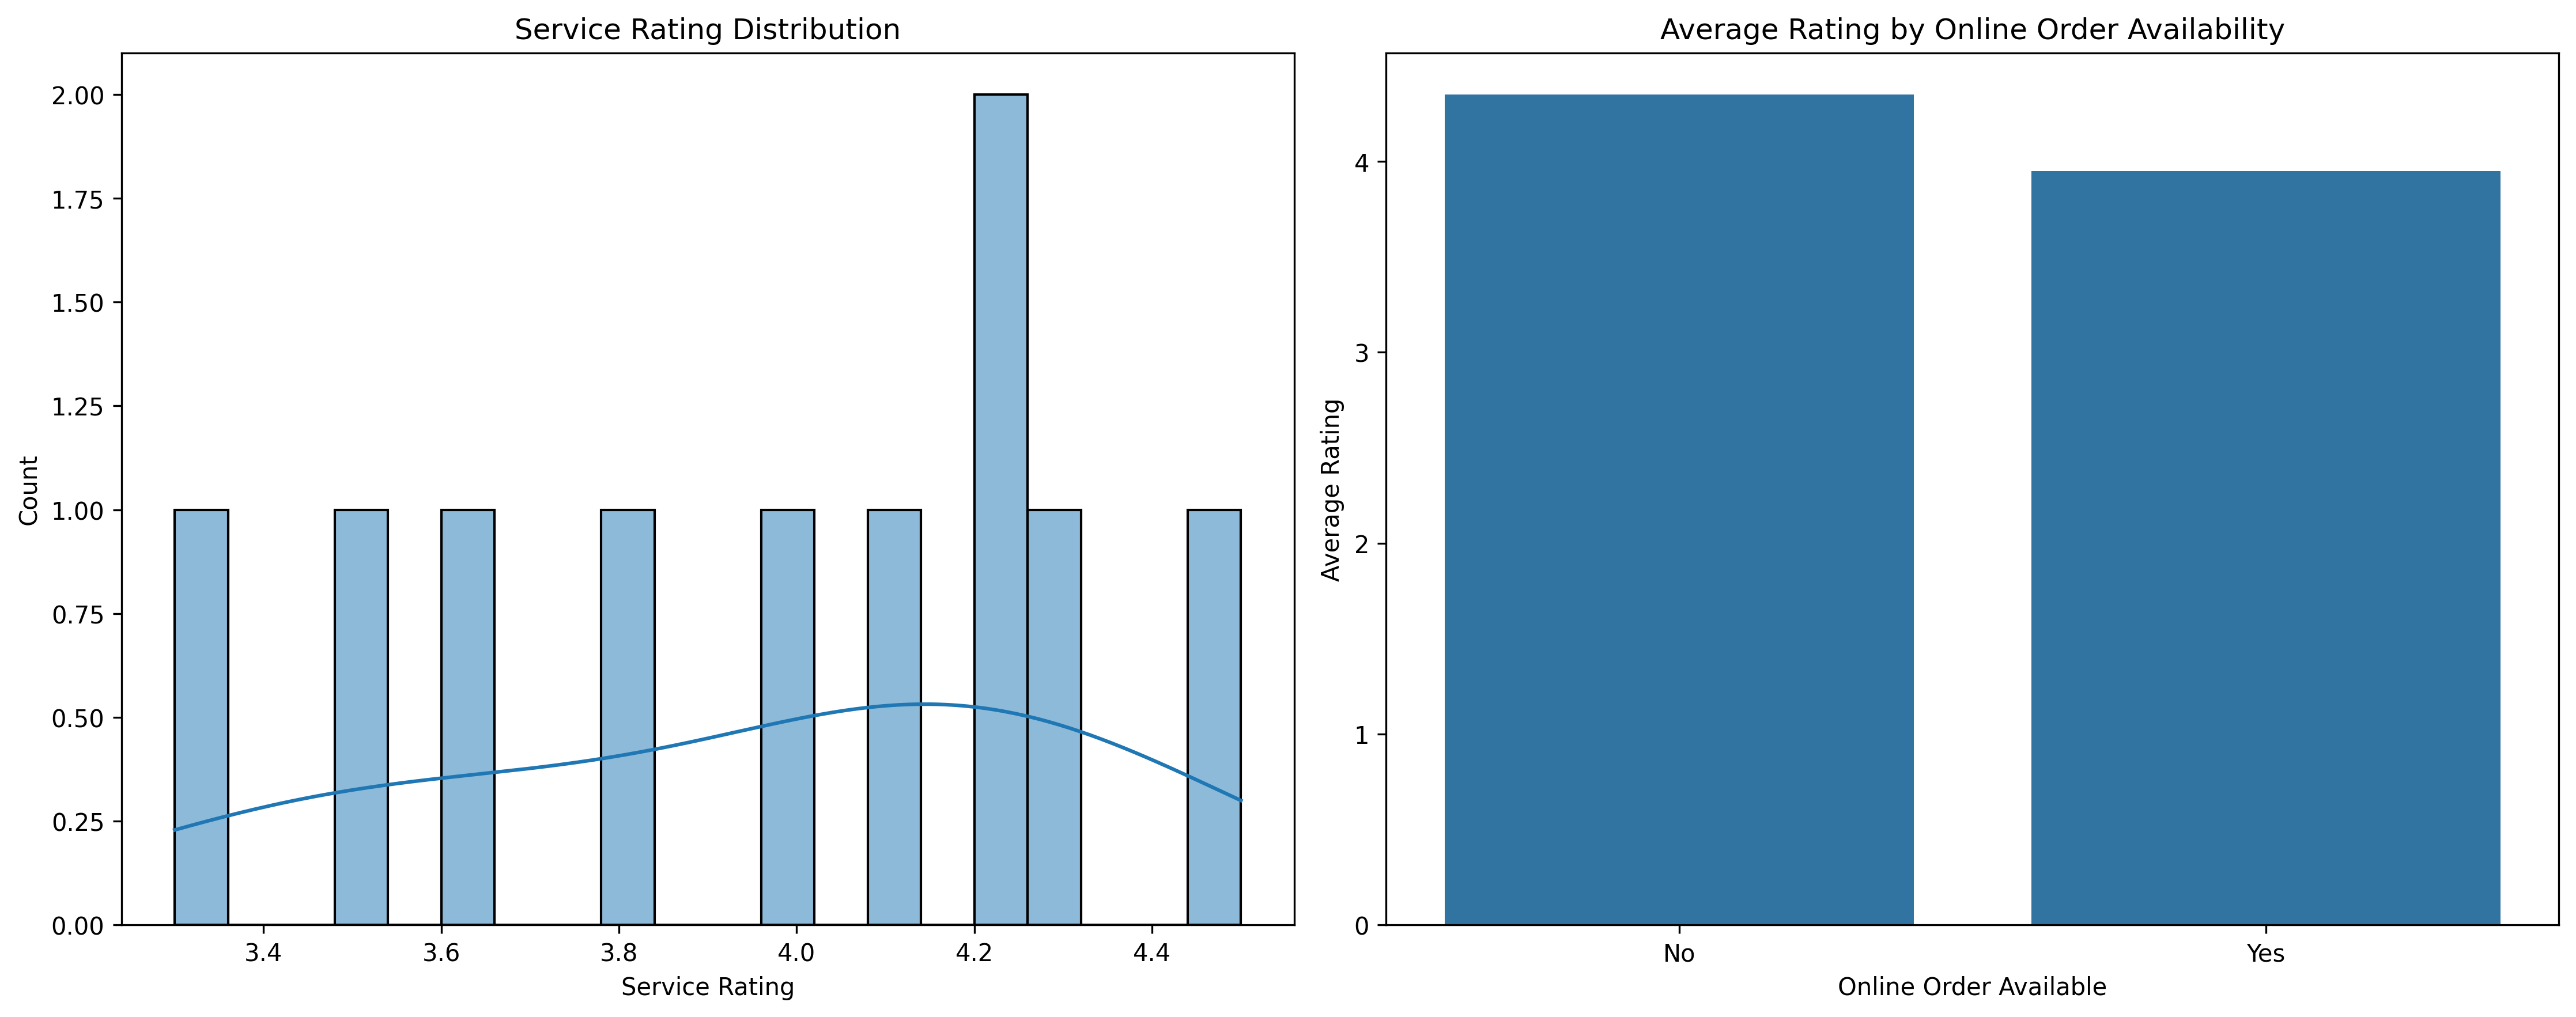 Service Rating Distribution
2.00
1.75
1.50
1.25
1.00
0.75
0.50
0.25
0.00
Count
3.4 3.6 3.8 4.0 4.2 4.4
Service Rating
Average Rating by Online Order Availability
4
3
2
1
0
Average Rating
No Yes
Online Order Available